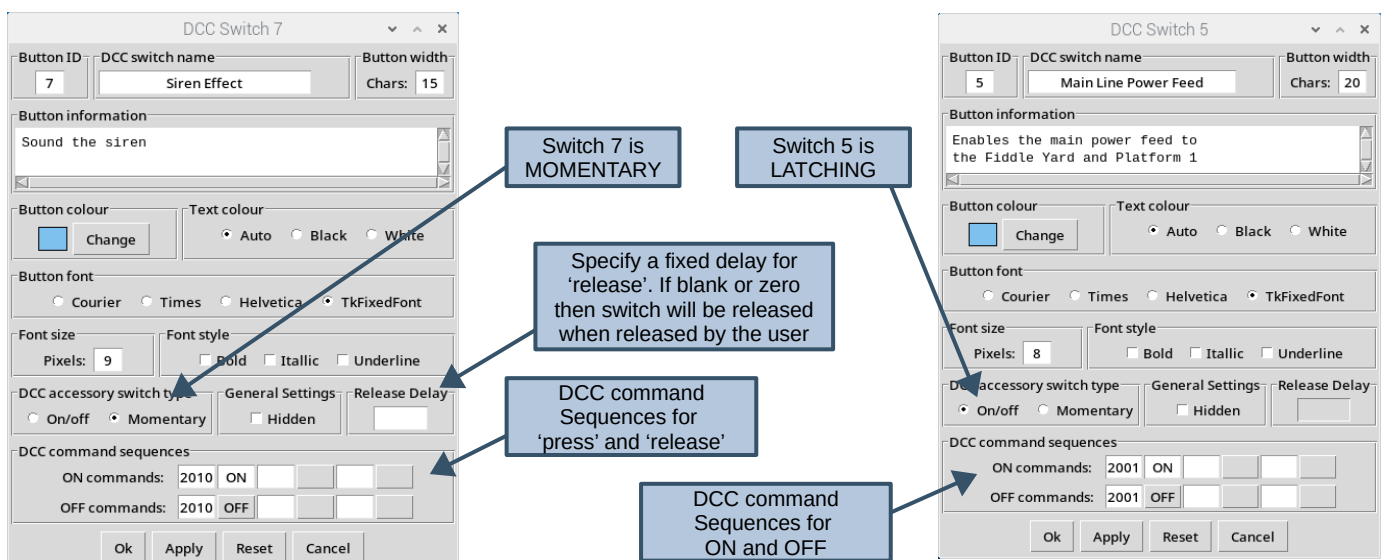 DCC Switch 7
Button ID
DCC switch name
Button width
7
Siren Effect
Chars: 15
Button information
Sound the siren
Button colour
Text colour
Change
Auto
Black
White
Button font
Courier
Times
Helvetica
TkFixedFont
Font size
Font style
Pixels: 9
Bold
Itallic
Underline
DCC accessory switch type
General Settings
Release Delay
On/off
Momentary
Hidden
DCC command sequences
ON commands: 2010 ON
OFF commands: 2010 OFF
Ok
Apply
Reset
Cancel
Switch 7 is
MOMENTARY
Switch 5 is
LATCHING
Specify a fixed delay for
‘release’. If blank or zero
then switch will be released
when released by the user
DCC command
Sequences for
‘press’ and ‘release’
DCC command
Sequences for
ON and OFF
DCC Switch 5
Button ID
DCC switch name
Button width
5
Main Line Power Feed
Chars: 20
Button information
Enables the main power feed to
the Fiddle Yard and Platform 1
Button colour
Text colour
Change
Auto
Black
White
Button font
Courier
Times
Helvetica
TkFixedFont
Font size
Font style
Pixels: 8
Bold
Itallic
Underline
DCC accessory switch type
General Settings
Release Delay
On/off
Momentary
Hidden
DCC command sequences
ON commands: 2001 ON
OFF commands: 2001 OFF
Ok
Apply
Reset
Cancel